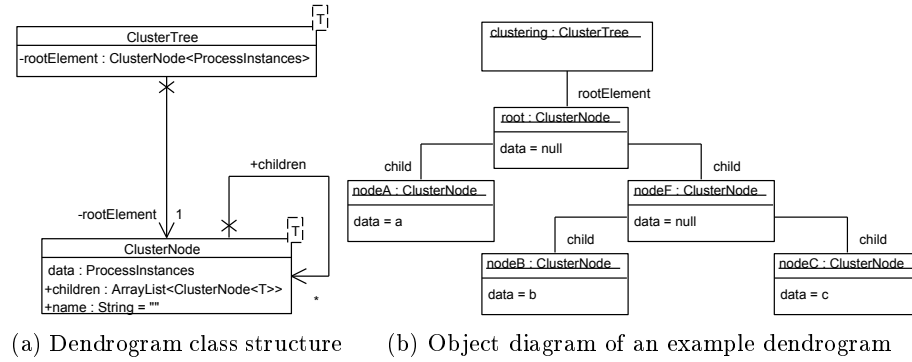 T
ClusterTree
-rootElement : ClusterNode<ProcessInstances>
+children
-rootElement
1
T
ClusterNode
data : ProcessInstances
+children : ArrayList<ClusterNode<T>>
+name : String = ""
*
(a) Dendrogram class structure
clustering : ClusterTree
rootElement
root : ClusterNode
data = null
child
child
nodeA : ClusterNode
data = a
nodeF : ClusterNode
data = null
child
child
nodeB : ClusterNode
data = b
nodeC : ClusterNode
data = c
(b) Object diagram of an example dendrogram